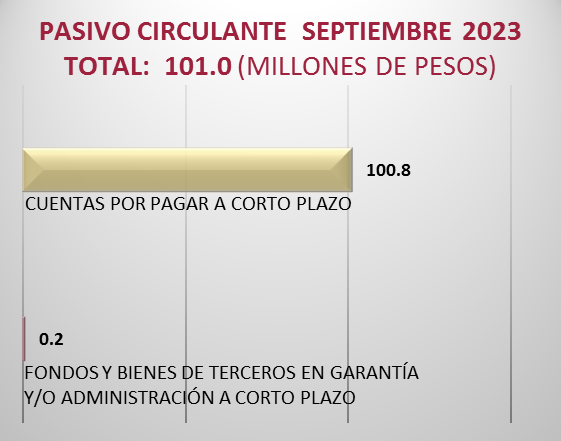 PASIVO CIRCULANTE SEPTIEMBRE 2023
TOTAL: 101.0 (MILLONES DE PESOS)
100.8
CUENTAS POR PAGAR A CORTO PLAZO
0.2
FONDOS Y BIENES DE TERCEROS EN GARANTÍA
Y/O ADMINISTRACIÓN A CORTO PLAZO